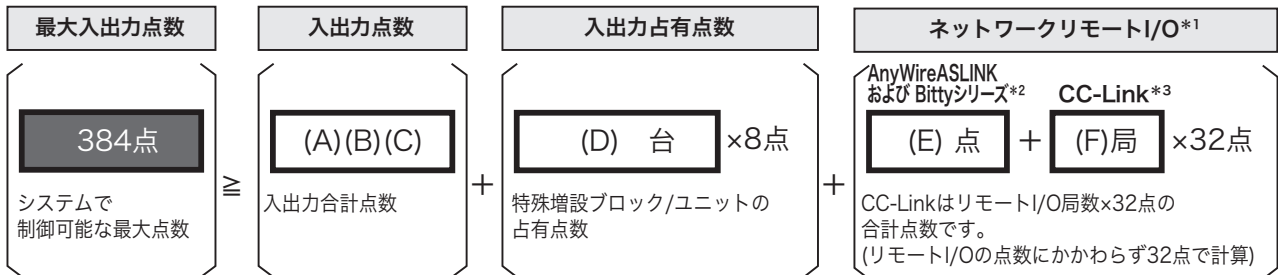 最大入出力点数
入出力点数
入出力占有点数
ネットワークリモートI/O*1
384点
システムで
制御可能な最大点数
≧
(A)(B)(C)
入出力合計点数
+
(D) 台 ×8点
特殊増設ブロック/ユニットの
占有点数
+
AnyWireASLINK
および Bittyシリーズ*2
CC-Link*3
(E) 点 + (F)局 ×32点
CC-LinkはリモートI/O局数×32点の
合計点数です。
(リモートI/Oの点数にかかわらず32点で計算)